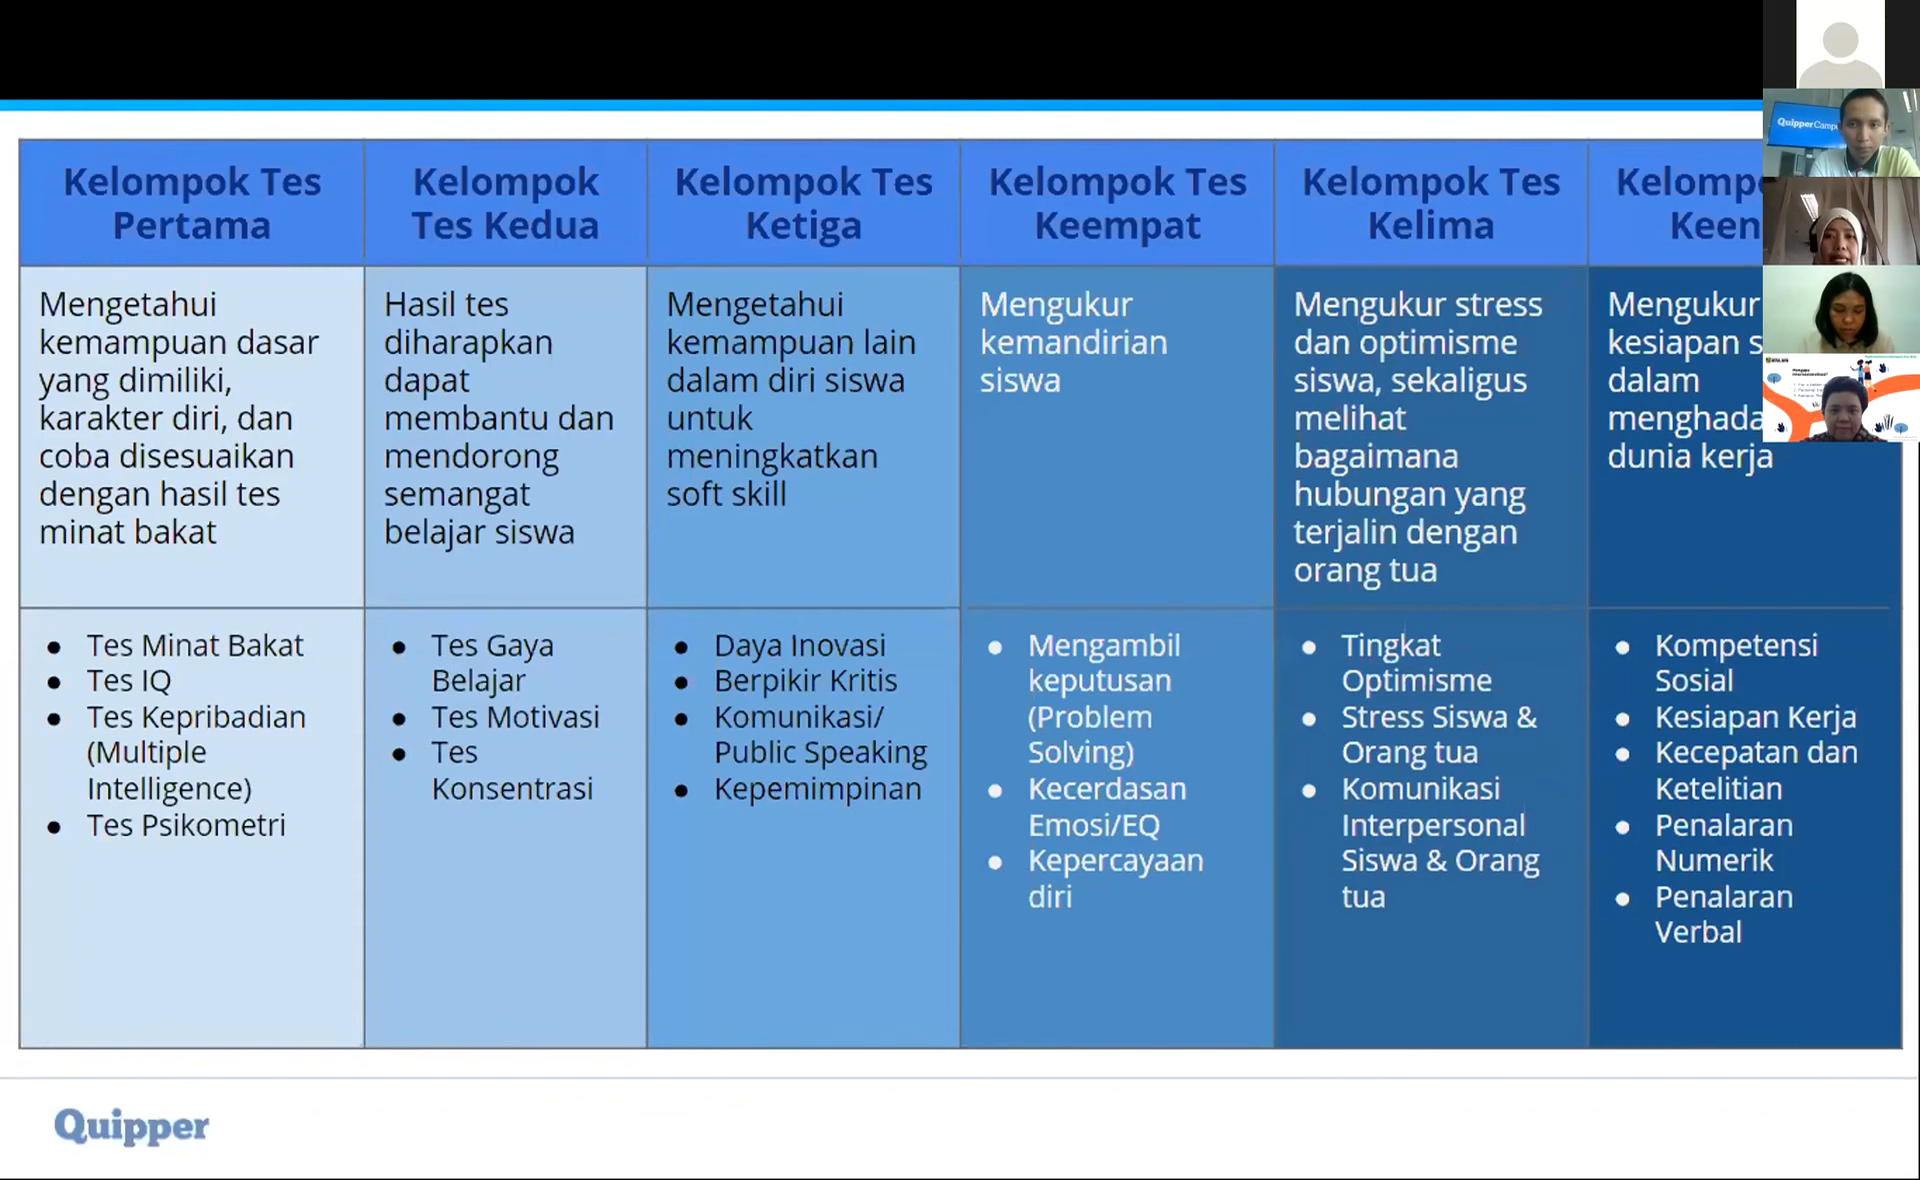 Kelompok Tes
Pertama
Kelompok
Tes Kedua
Kelompok Tes
Ketiga
Kelompok Tes
Keempat
Kelompok Tes
Kelima
Mengetahui
kemampuan dasar
yang dimiliki,
karakter diri, dan
coba disesuaikan
dengan hasil tes
minat bakat
Hasil tes
diharapkan
dapat
membantu dan
mendorong
semangat
belajar siswa
Mengetahui
kemampuan lain
dalam diri siswa
untuk
meningkatkan
soft skill
Mengukur
kemandirian
siswa
Mengukur stress
dan optimisme
siswa, sekaligus
melihat
bagaimana
hubungan yang
terjalin dengan
orang tua
Mengukur
kesiapan
dalam
dunia kerja
● Tes Minat Bakat
● Tes IQ
● Tes Kepribadian
(Multiple
Intelligence)
● Tes Psikometri
● Tes Gaya
Belajar
● Tes Motivasi
● Tes
Konsentrasi
● Daya Inovasi
● Berpikir Kritis
● Komunikasi/
Public Speaking
● Kepemimpinan
● Mengambil
keputusan
(Problem
Solving)
● Kecerdasan
Emosi/EQ
● Kepercayaan
diri
● Tingkat
Optimisme
● Stress Siswa &
Orang tua
● Komunikasi
Interpersonal
Siswa & Orang
tua
● Kompetensi
Sosial
● Kesiapan Kerja
● Kecepatan dan
Ketelitian
● Penalaran
Numerik
● Penalaran
Verbal
Quipper